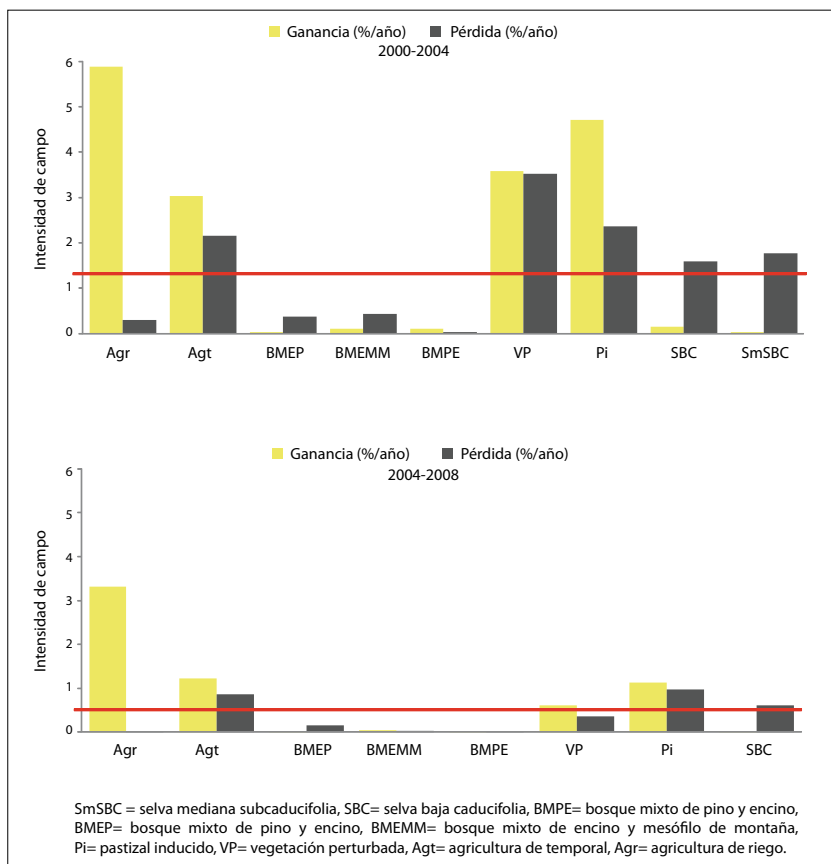 Ganancia (%/año) Pérdida (%/año)
2000-2004
Intensidad de campo
6
5
4
3
2
1
0
Agr Agt BMEP BMEMM BMPE VP Pi SBC SmSBC
Ganancia (%/año) Pérdida (%/año)
2004-2008
Intensidad de campo
6
5
4
3
2
1
0
Agr Agt BMEP BMEMM BMPE VP Pi SBC
SmSBC = selva mediana subcaducifolia, SBC= selva baja caducifolia, BMPE= bosque mixto de pino y encino,
BMEP= bosque mixto de pino y encino, BMEMM= bosque mixto de encino y mesófilo de montaña,
Pi= pastizal inducido, VP= vegetación perturbada, Agt= agricultura de temporal, Agr= agricultura de riego.